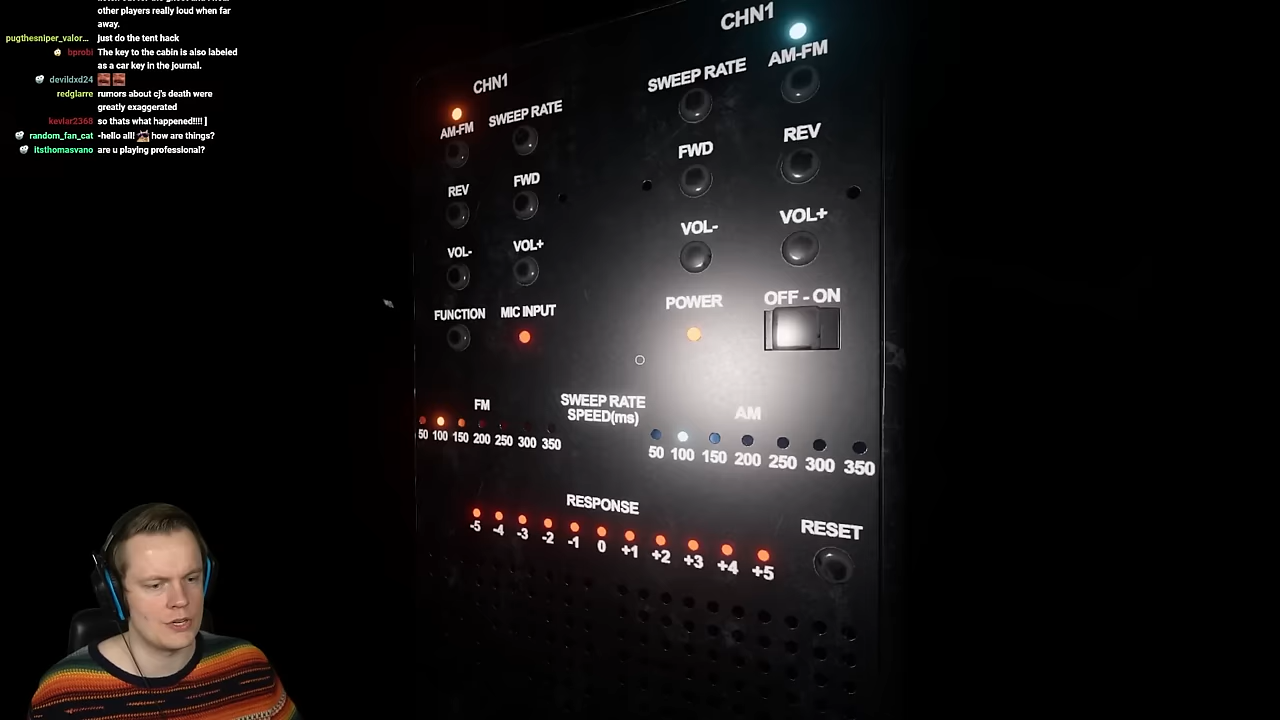 other players really loud when far
away.
pugthesniper_valor... just do the tent hack
bprobi The key to the cabin is also labeled
as a car key in the journal.
devildxd24
redglarre rumors about cj's death were
greatly exaggerated
kevlar2368 so thats what happened!!!! ]
random_fan_cat -hello all! how are things?
itsthomasvano are u playing professional?
CHN1
AM-FM SWEEP RATE
REV FWD
VOL- VOL+
FUNCTION MIC INPUT
CHN1
SWEEP RATE AM-FM
FWD REV
VOL- VOL+
POWER OFF - ON
FM
50 100 150 200 250 300 350
SWEEP RATE
SPEED(ms)
AM
50 100 150 200 250 300 350
RESPONSE
-5 -4 -3 -2 -1 0 +1 +2 +3 +4 +5
RESET